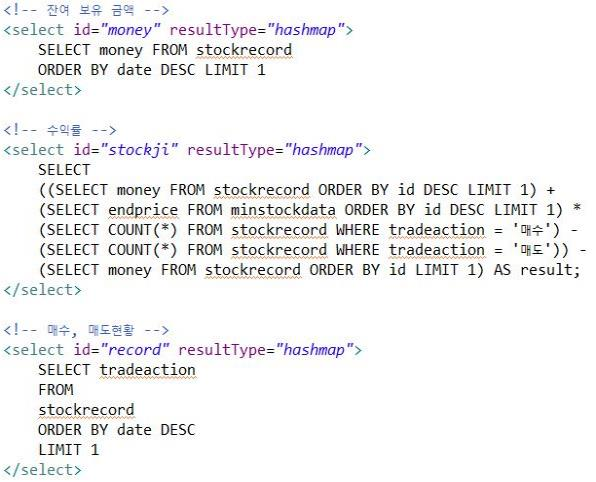 <!-- 잔여 보유 금액 -->
<select id="money" resultType="hashmap">
SELECT money FROM stockrecord
ORDER BY date DESC LIMIT 1
</select>
<!-- 수익률 -->
<select id="stockji" resultType="hashmap">
SELECT
((SELECT money FROM stockrecord ORDER BY id DESC LIMIT 1) +
(SELECT endprice FROM minstockdata ORDER BY id DESC LIMIT 1) *
(SELECT COUNT(*) FROM stockrecord WHERE tradeaction = '매수') -
(SELECT COUNT(*) FROM stockrecord WHERE tradeaction = '매도')) -
(SELECT money FROM stockrecord ORDER BY id LIMIT 1) AS result;
</select>
<!-- 매수, 매도현황 -->
<select id="record" resultType="hashmap">
SELECT tradeaction
FROM
stockrecord
ORDER BY date DESC
LIMIT 1
</select>